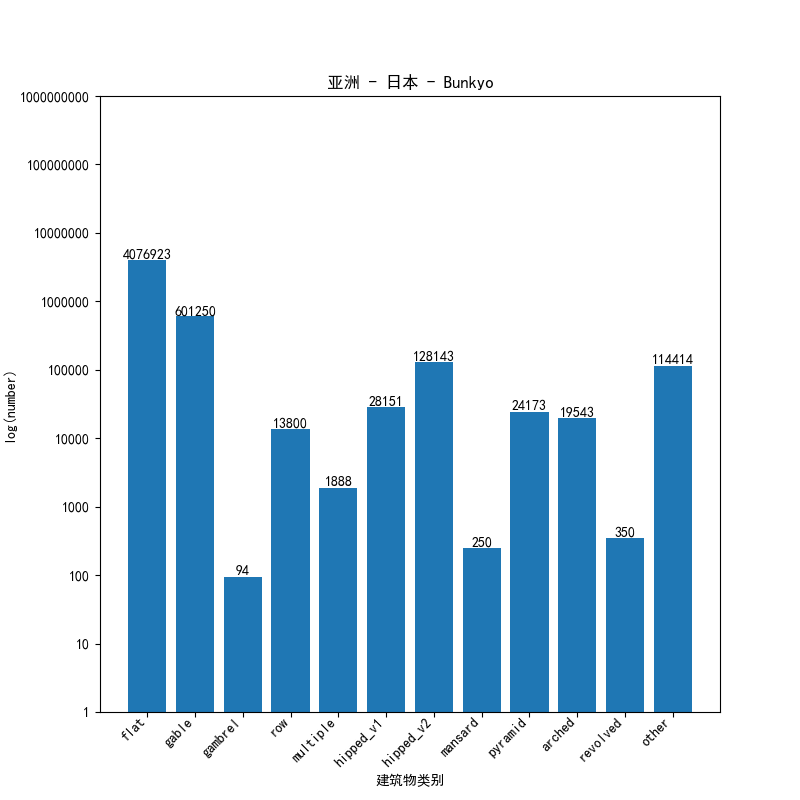 亚洲 - 日本 - Bunkyo
1000000000
100000000
10000000
1000000
100000
10000
1000
100
10
1
log(number)
4076923
601250
94
13800
1888
28151
128143
250
24173
19543
350
114414
flat
gable
gambrel
row
multiple
hipped_v1
hipped_v2
mansard
pyramid
arched
revolved
other
建筑物类别